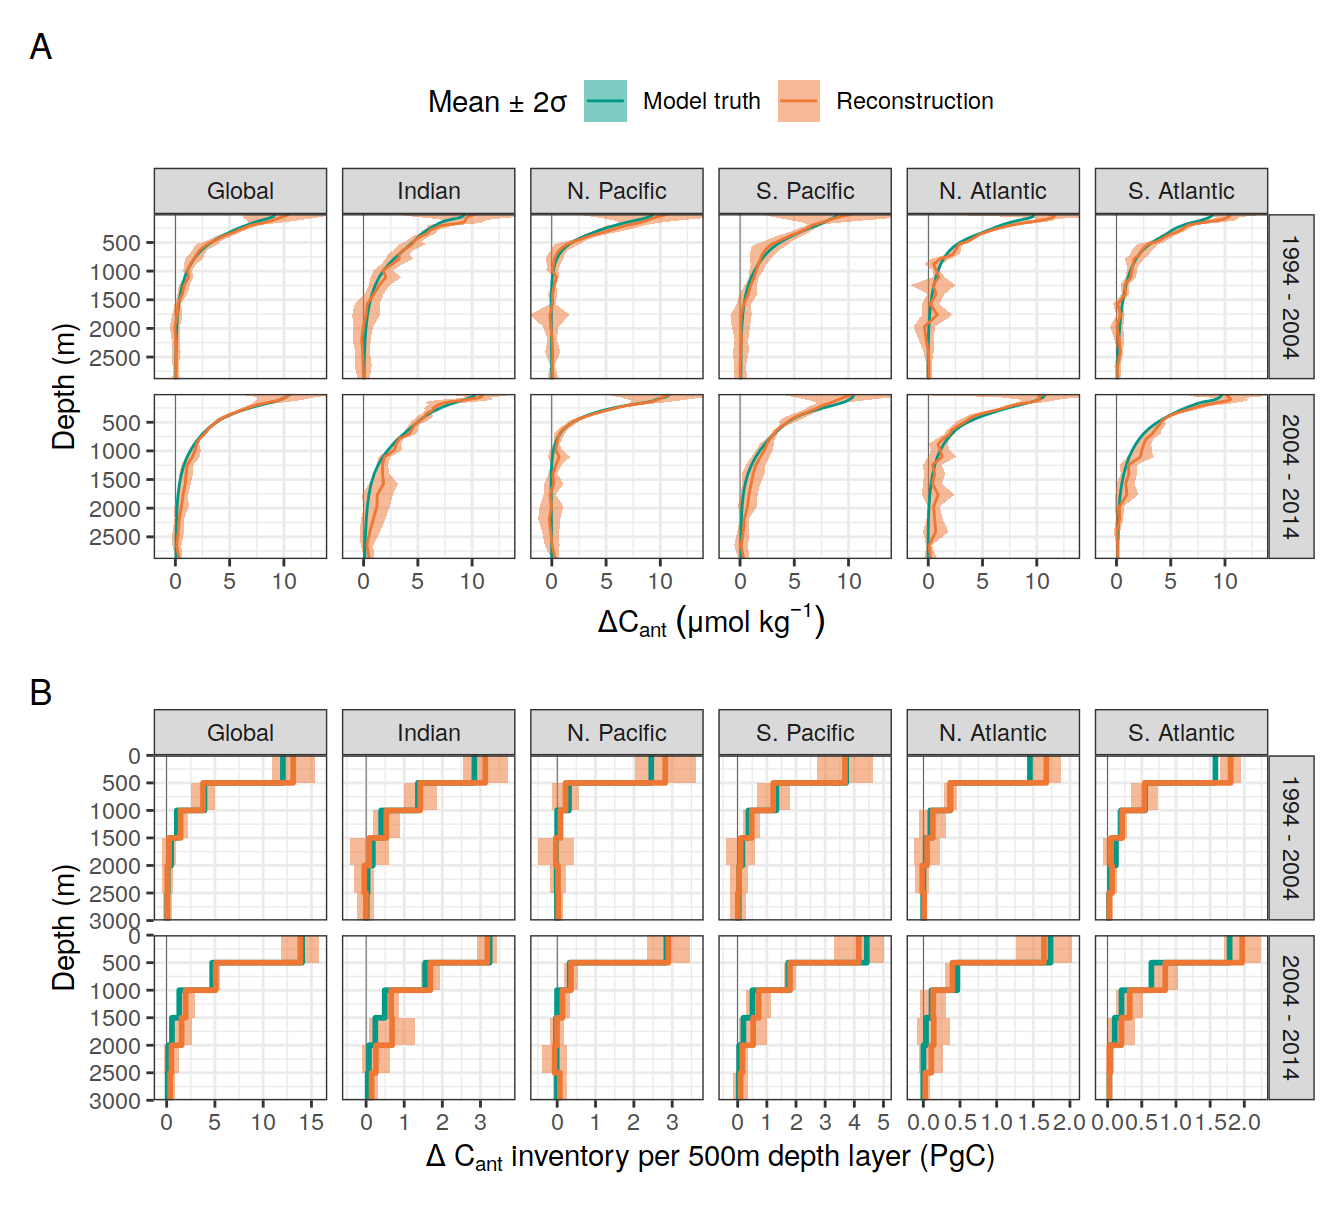 A
Mean ± 2σ Model truth Reconstruction
Global Indian N. Pacific S. Pacific N. Atlantic S. Atlantic
500
1000
1500
2000
2500
1994 - 2004
500
1000
1500
2000
2500
2004 - 2014
Depth (m)
0 5 10 0 5 10 0 5 10 0 5 10 0 5 10 0 5 10
ΔCant (μmol kg−1)
B
Global Indian N. Pacific S. Pacific N. Atlantic S. Atlantic
0
500
1000
1500
2000
2500
3000
1994 - 2004
0
500
1000
1500
2000
2500
3000
2004 - 2014
Depth (m)
0 5 10 15 0 1 2 3 0 1 2 3 0 1 2 3 4 5 0.0 0.5 1.0 1.5 2.0 0.0 0.5 1.0 1.5 2.0
Δ Cant inventory per 500m depth layer (PgC)